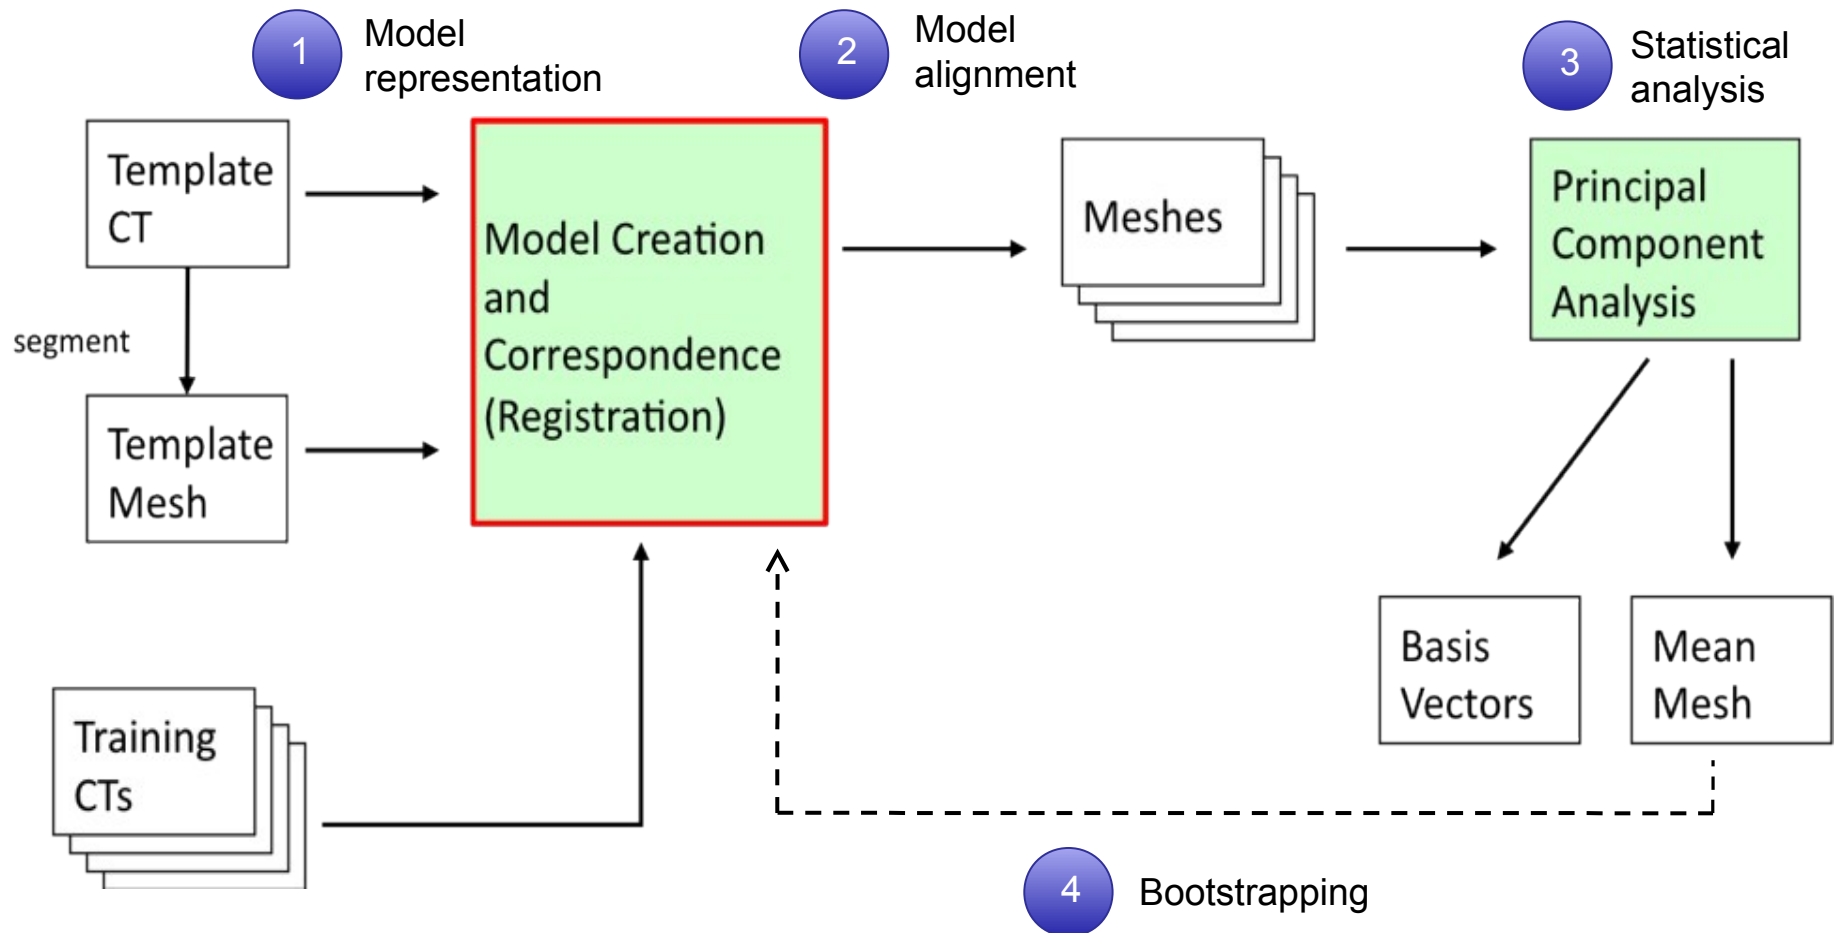 1
Model
representation
2
Model
alignment
3
Statistical
analysis
Template
CT
segment
Template
Mesh
Model Creation
and
Correspondence
(Registration)
Meshes
Principal
Component
Analysis
Training
CTs
Basis
Vectors
Mean
Mesh
4
Bootstrapping